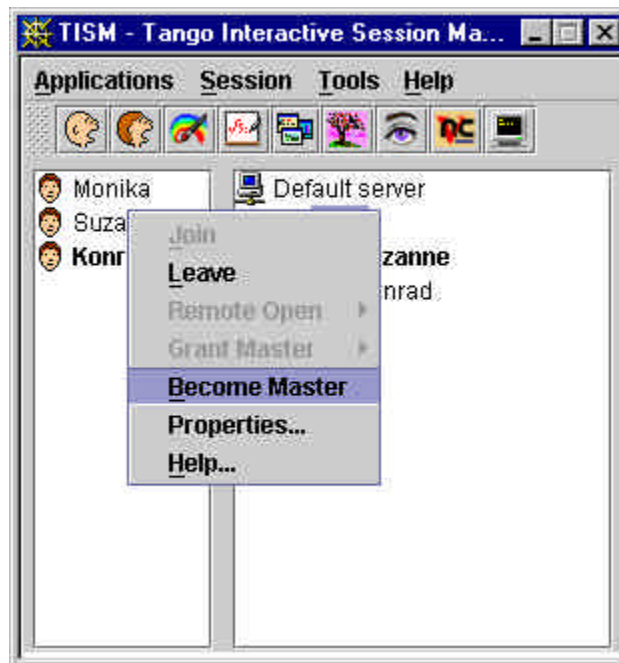 TISM - Tango Interactive Session Ma...
Applications Session Tools Help
Monika
Suza
Konr
Default server
zanne
nrad
Join
Leave
Remote Open
Grant Master
Become Master
Properties...
Help...